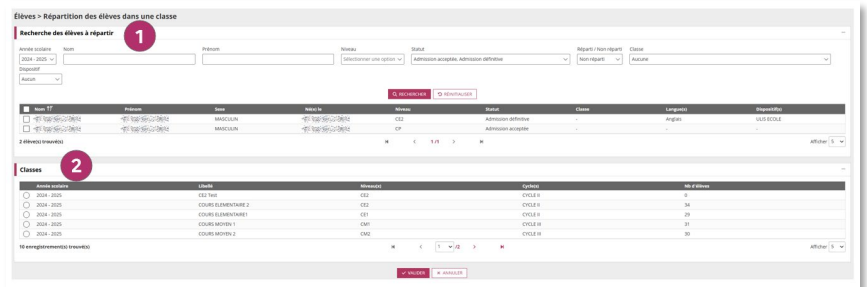 Élèves > Répartition des élèves dans une classe
Recherche des élèves à répartir
1
Année scolaire Nom Prénom Niveau Statut Réparti / Non réparti Classe
2024 - 2025 Sélectionner une option Admission acceptée, Admission définitive Non réparti Aucune
Dispositif
Aucun
RECHERCHER RÉINITIALISER
Nom Prénom Sexe Né(e) le Niveau Statut Classe Langue(s) Dispositif(s)
MASCULIN CE2 Admission définitive - Anglais ULIS ECOLE
MASCULIN CP Admission acceptée - - -
2 élève(s) trouvé(s) 1 /1 Afficher 5
2
Classes
Année scolaire Libellé Niveau(x) Cycle(s) Nb d'élèves
2024 - 2025 CE2 Test CE2 CYCLE II 0
2024 - 2025 COURS ELEMENTAIRE 2 CE2 CYCLE II 34
2024 - 2025 COURS ELEMENTAIRE1 CE1 CYCLE II 29
2024 - 2025 COURS MOYEN 1 CM1 CYCLE III 31
2024 - 2025 COURS MOYEN 2 CM2 CYCLE III 30
10 enregistrement(s) trouvé(s) 1 /2 Afficher 5
VALIDER ANNULER